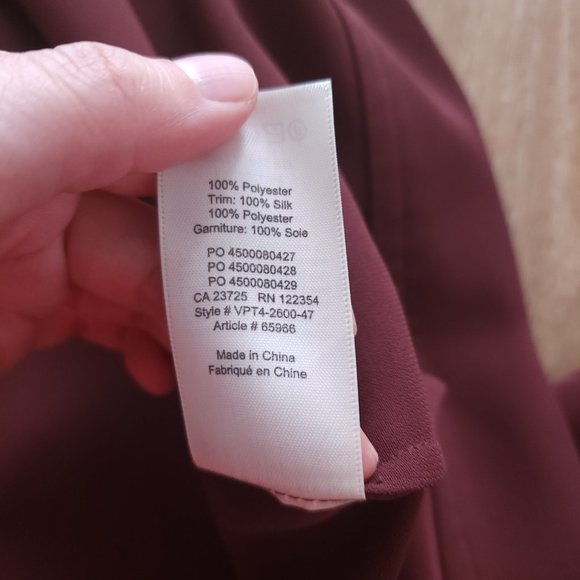 100% Polyester
Trim: 100% Silk
100% Polyester
Garniture: 100% Soie
PO 4500080427
PO 4500080428
PO 4500080429
CA 23725 RN 122354
Style # VPT4-2600-47
Article # 65966
Made in China
Fabriqué en Chine